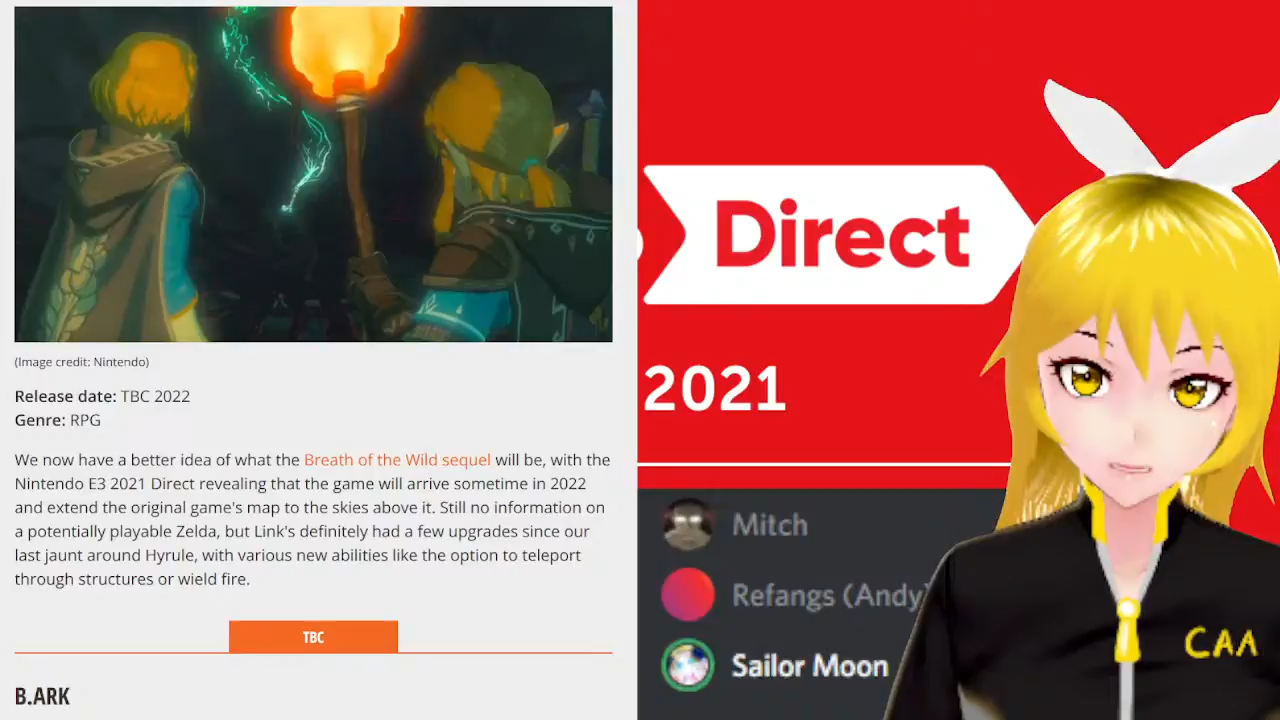 (Image credit: Nintendo)
Release date: TBC 2022
Genre: RPG
We now have a better idea of what the Breath of the Wild sequel will be, with the
Nintendo E3 2021 Direct revealing that the game will arrive sometime in 2022
and extend the original game's map to the skies above it. Still no information on
a potentially playable Zelda, but Link's definitely had a few upgrades since our
last jaunt around Hyrule, with various new abilities like the option to teleport
through structures or wield fire.
TBC
B.ARK
Direct
2021
Mitch
Refangs (Andy)
Sailor Moon
CAA